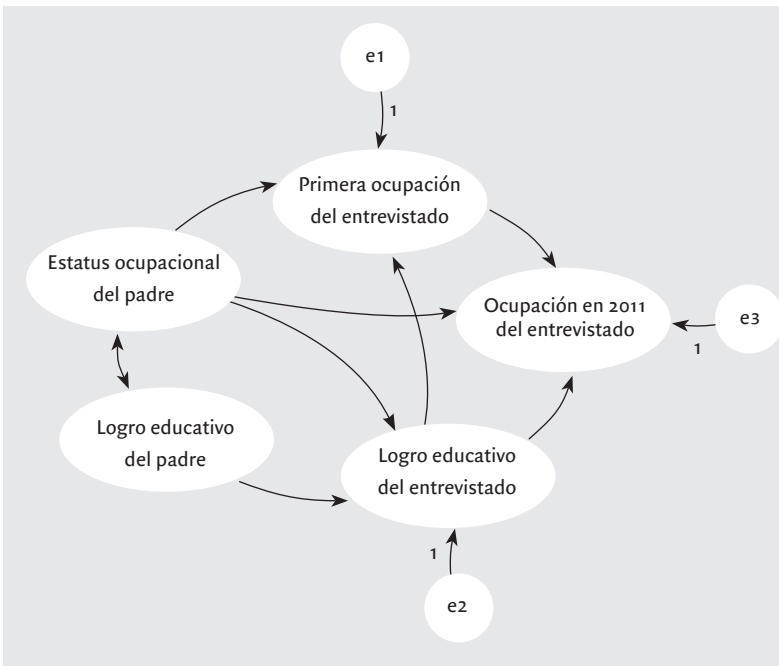 e1
1
Primera ocupación
del entrevistado
Estatus ocupacional
del padre
Ocupación en 2011
del entrevistado
e3
1
Logro educativo
del padre
Logro educativo
del entrevistado
1
e2